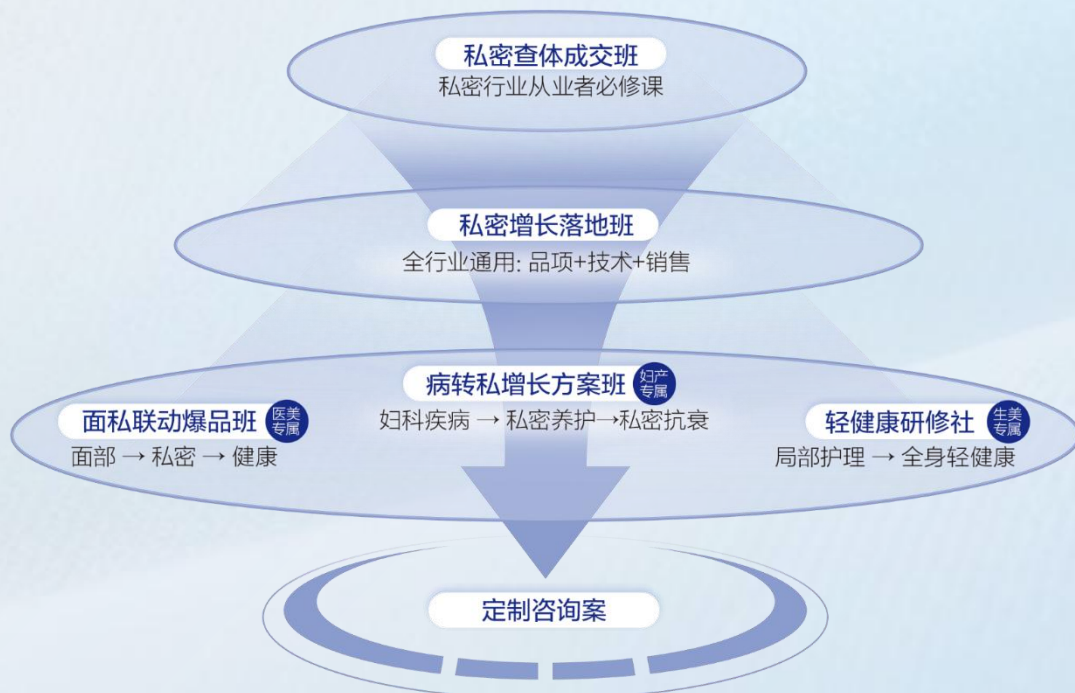 私密查体成交班
私密行业从业者必修课
私密增长落地班
全行业通用: 品项+技术+销售
病转私增长方案班
妇产
专属
妇科疾病 → 私密养护→私密抗衰
面私联动爆品班
医美
专属
面部 → 私密 → 健康
轻健康研修社
生美
专属
局部护理 → 全身轻健康
定制咨询案